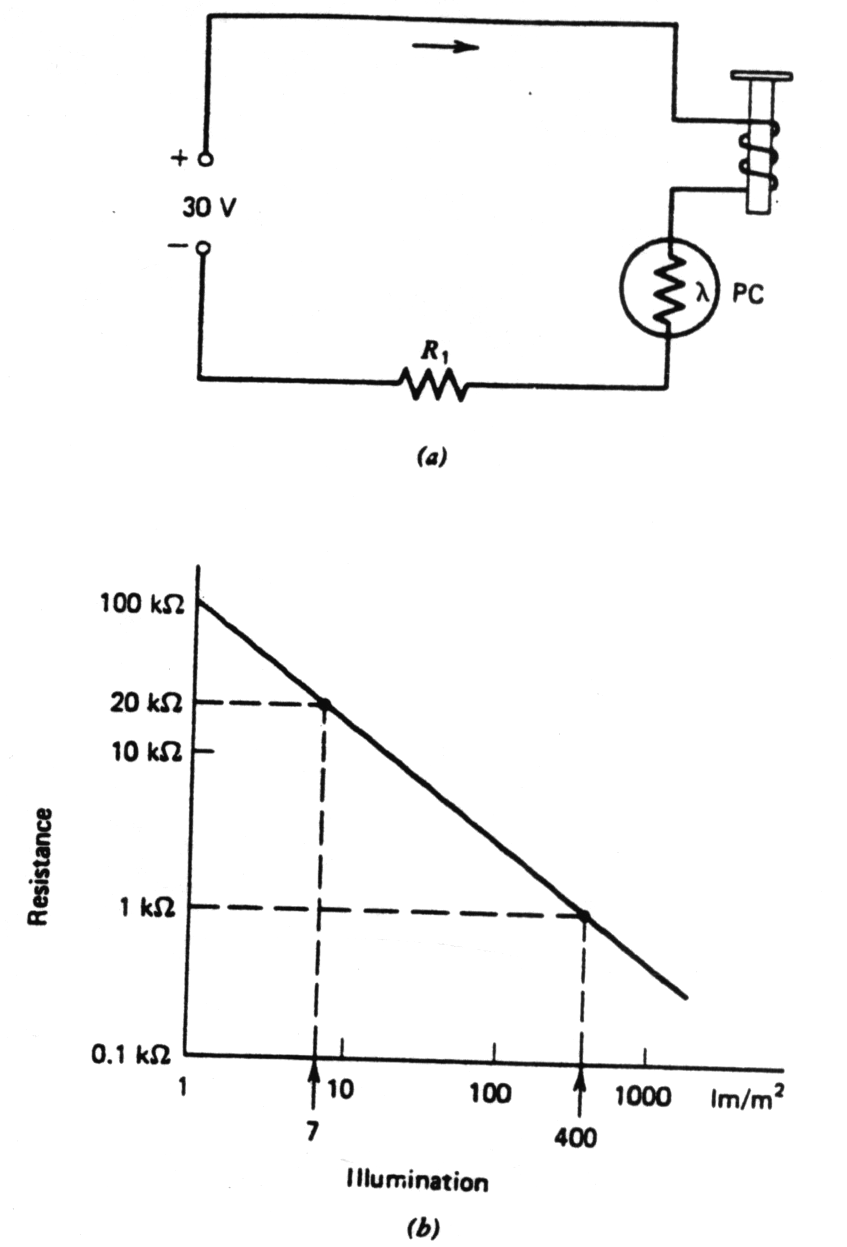 +
30 V
−
λ PC
R₁
(a)
100 kΩ
20 kΩ
10 kΩ
1 kΩ
0.1 kΩ
Resistance
1 10 100 1000 lm/m²
7 400
Illumination
(b)